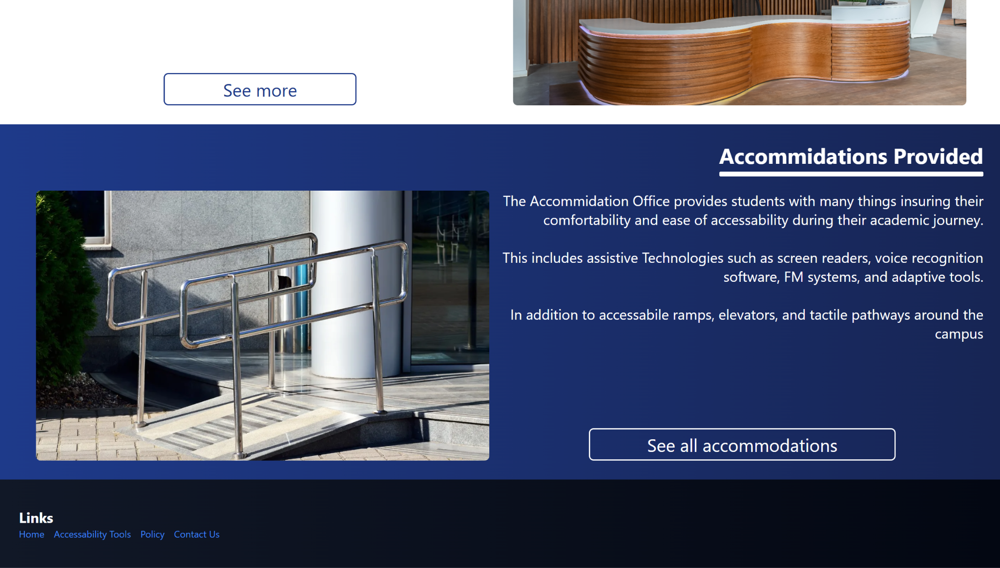 See more
Accommidations Provided
The Accommidation Office provides students with many things insuring their
comfortability and ease of accessability during their academic journey.
This includes assistive Technologies such as screen readers, voice recognition
software, FM systems, and adaptive tools.
In addition to accessabile ramps, elevators, and tactile pathways around the
campus
See all accommodations
Links
Home Accessability Tools Policy Contact Us